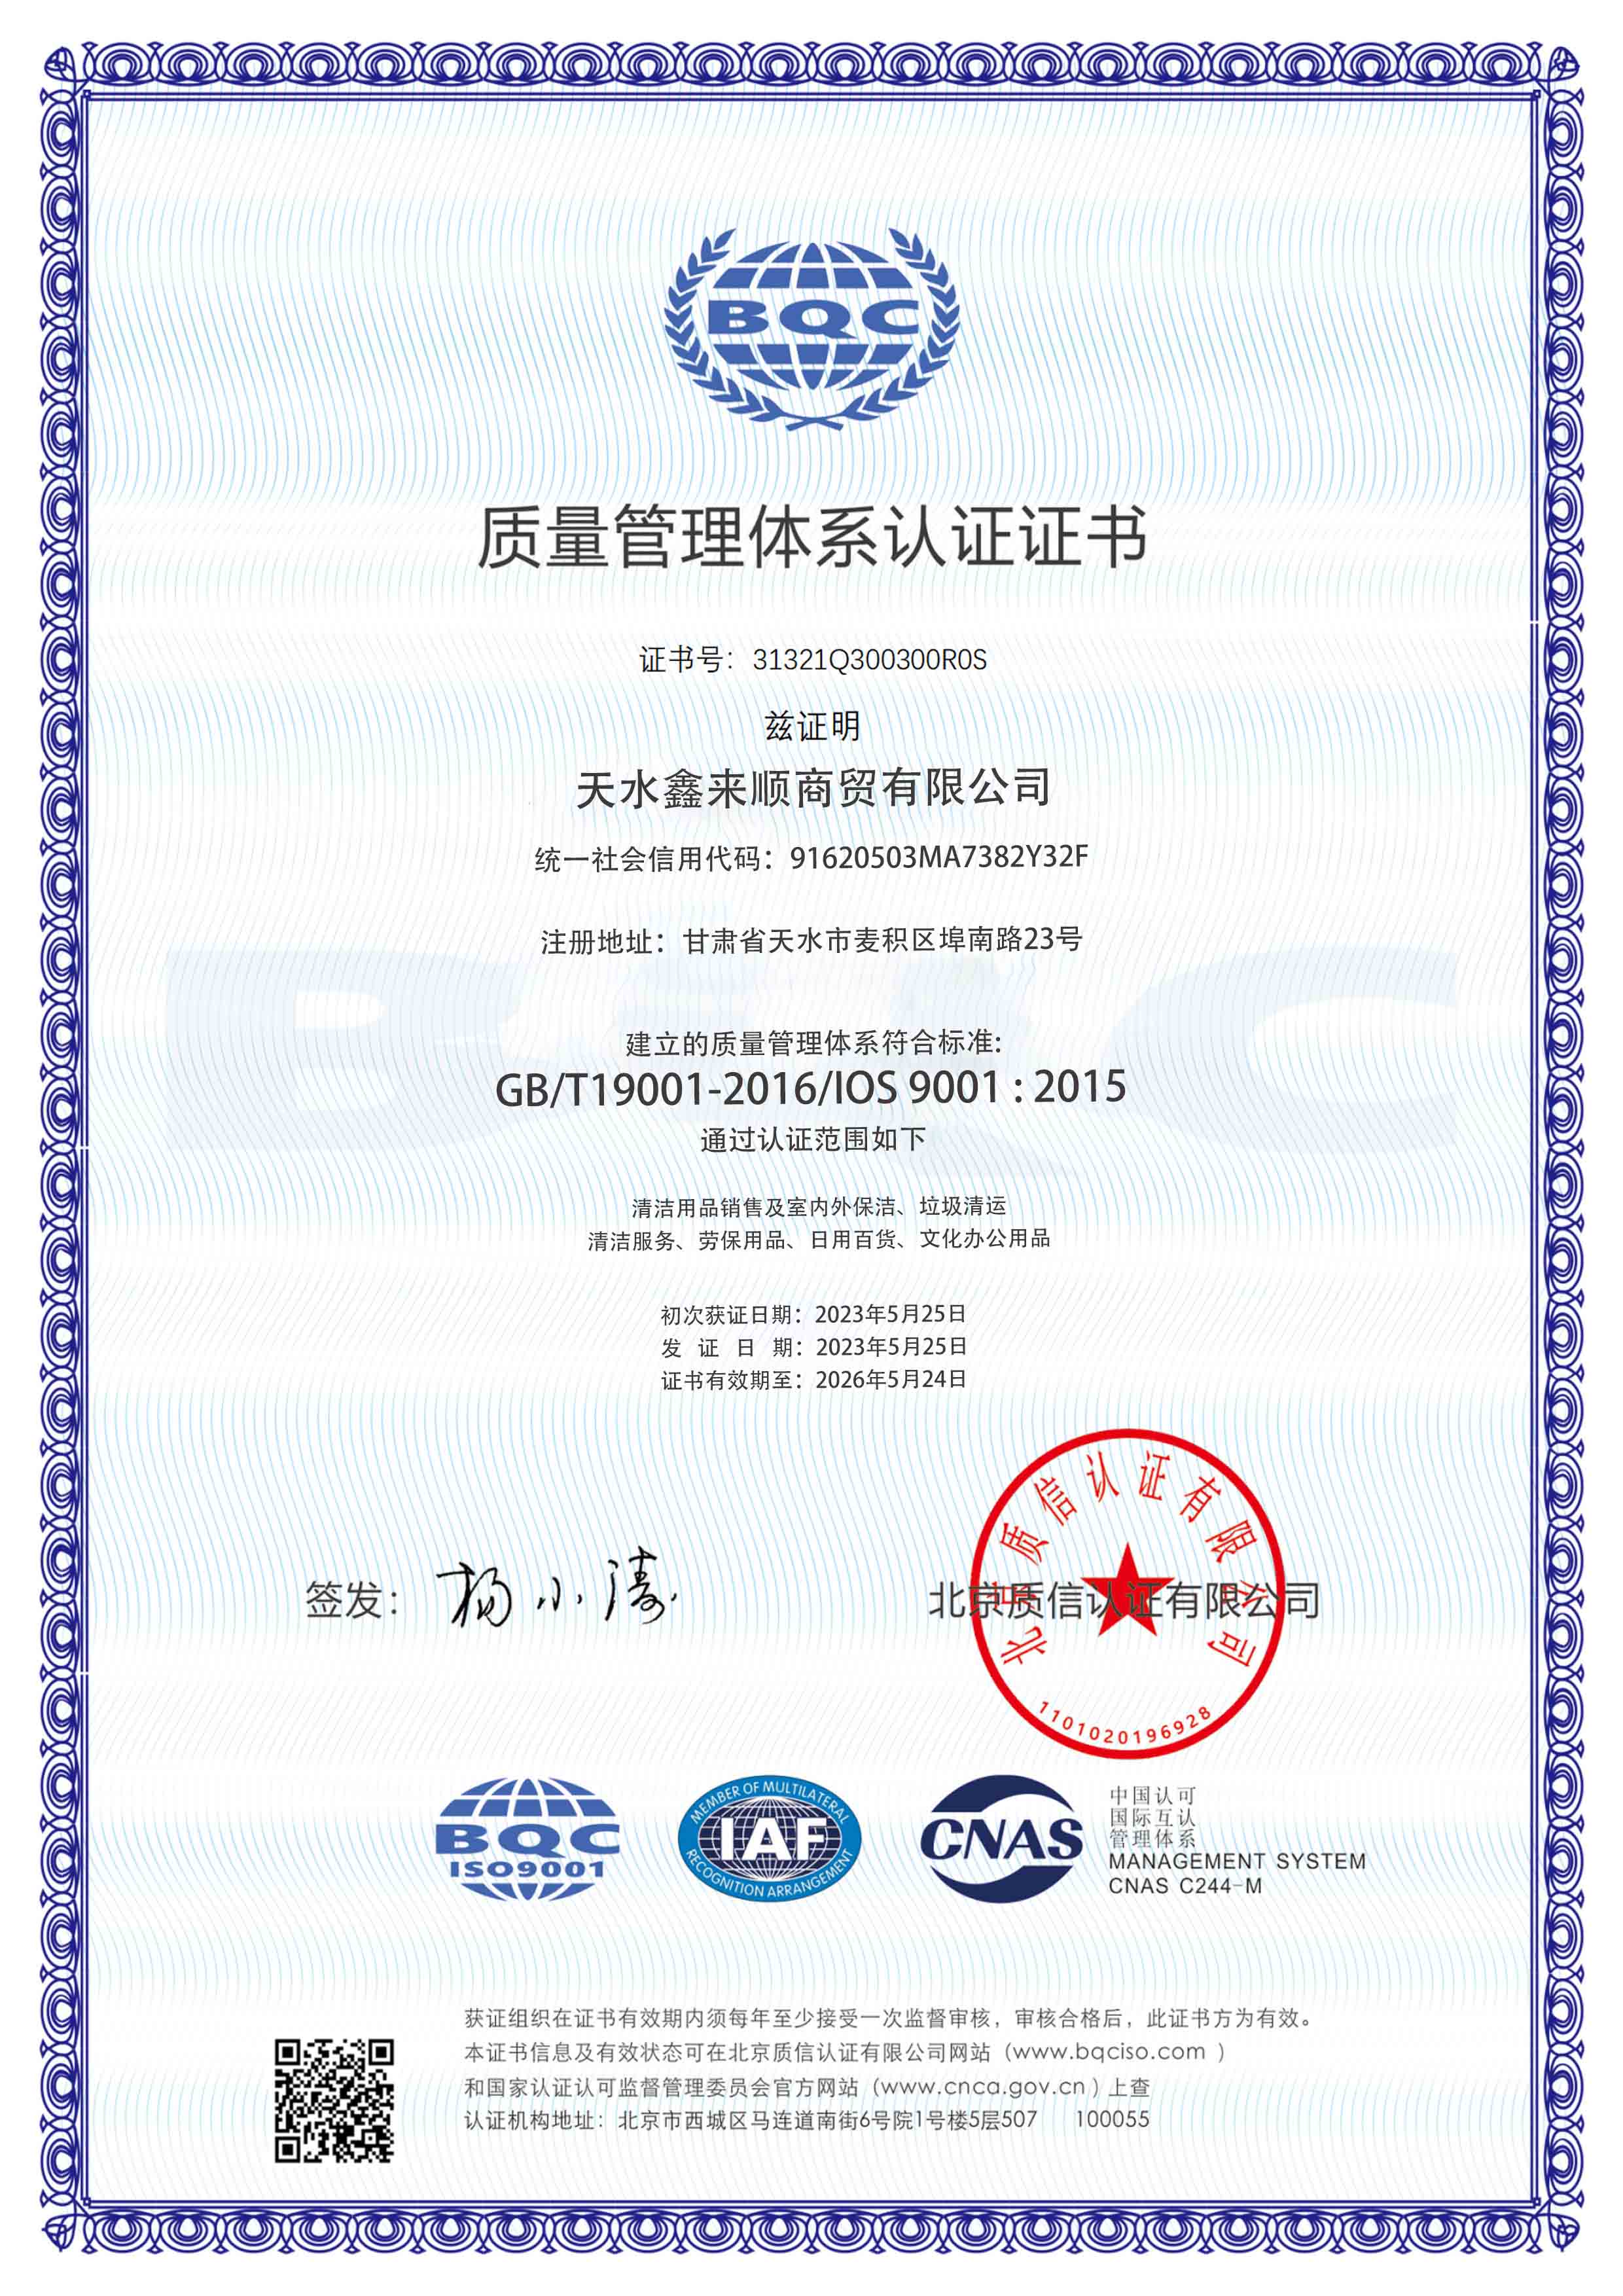 BQC
质量管理体系认证证书
证书号：31321Q300300R0S
兹证明
天水鑫来顺商贸有限公司
统一社会信用代码：91620503MA7382Y32F
注册地址：甘肃省天水市麦积区埠南路23号
建立的质量管理体系符合标准:
GB/T19001-2016/IOS 9001 : 2015
通过认证范围如下
清洁用品销售及室内外保洁、垃圾清运
清洁服务、劳保用品、日用百货、文化办公用品
初次获证日期：2023年5月25日
发 证 日 期：2023年5月25日
证书有效期至：2026年5月24日
签发：杨小涛
北京质信认证有限公司
北京质信认证有限公司
1101020196928
BQC
ISO9001
MEMBER OF MULTILATERAL
IAF
RECOGNITION ARRANGEMENT
CNAS
中国认可
国际互认
管理体系
MANAGEMENT SYSTEM
CNAS C244-M
获证组织在证书有效期内须每年至少接受一次监督审核，审核合格后，此证书方为有效。
本证书信息及有效状态可在北京质信认证有限公司网站（www.bqciso.com ）
和国家认证认可监督管理委员会官方网站（www.cnca.gov.cn ）上查
认证机构地址：北京市西城区马连道南街6号院1号楼5层507 100055